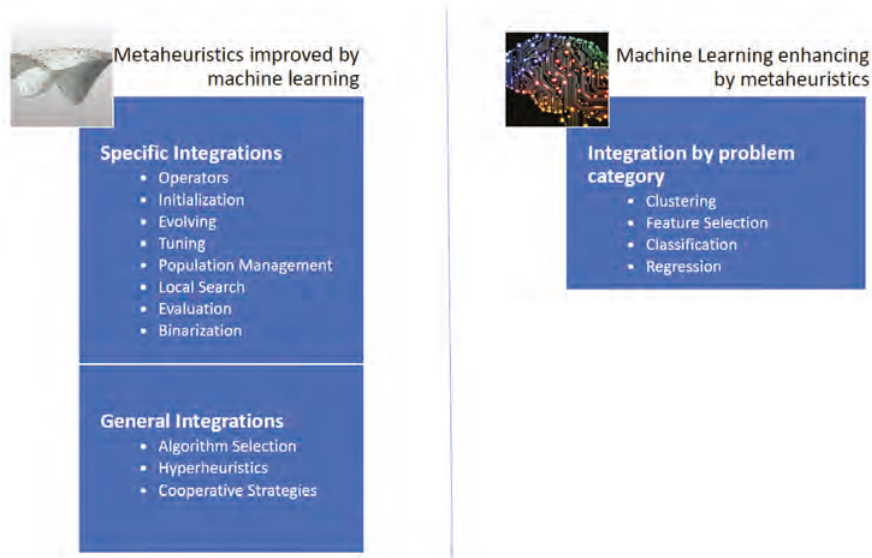 Metaheuristics improved by
machine learning
Specific Integrations
• Operators
• Initialization
• Evolving
• Tuning
• Population Management
• Local Search
• Evaluation
• Binarization
General Integrations
• Algorithm Selection
• Hyperheuristics
• Cooperative Strategies
Machine Learning enhancing
by metaheuristics
Integration by problem
category
• Clustering
• Feature Selection
• Classification
• Regression